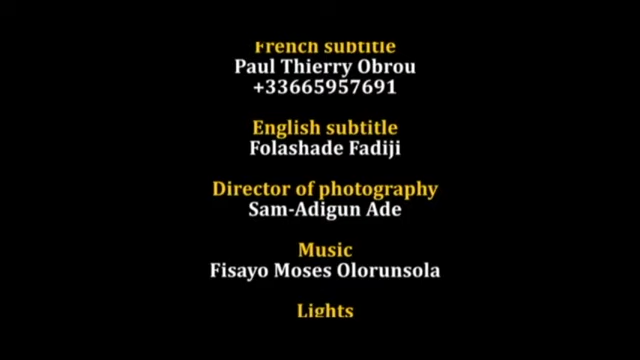 French subtitle
Paul Thierry Obrou
+33665957691
English subtitle
Folashade Fadiji
Director of photography
Sam-Adigun Ade
Music
Fisayo Moses Olorunsola
Lights